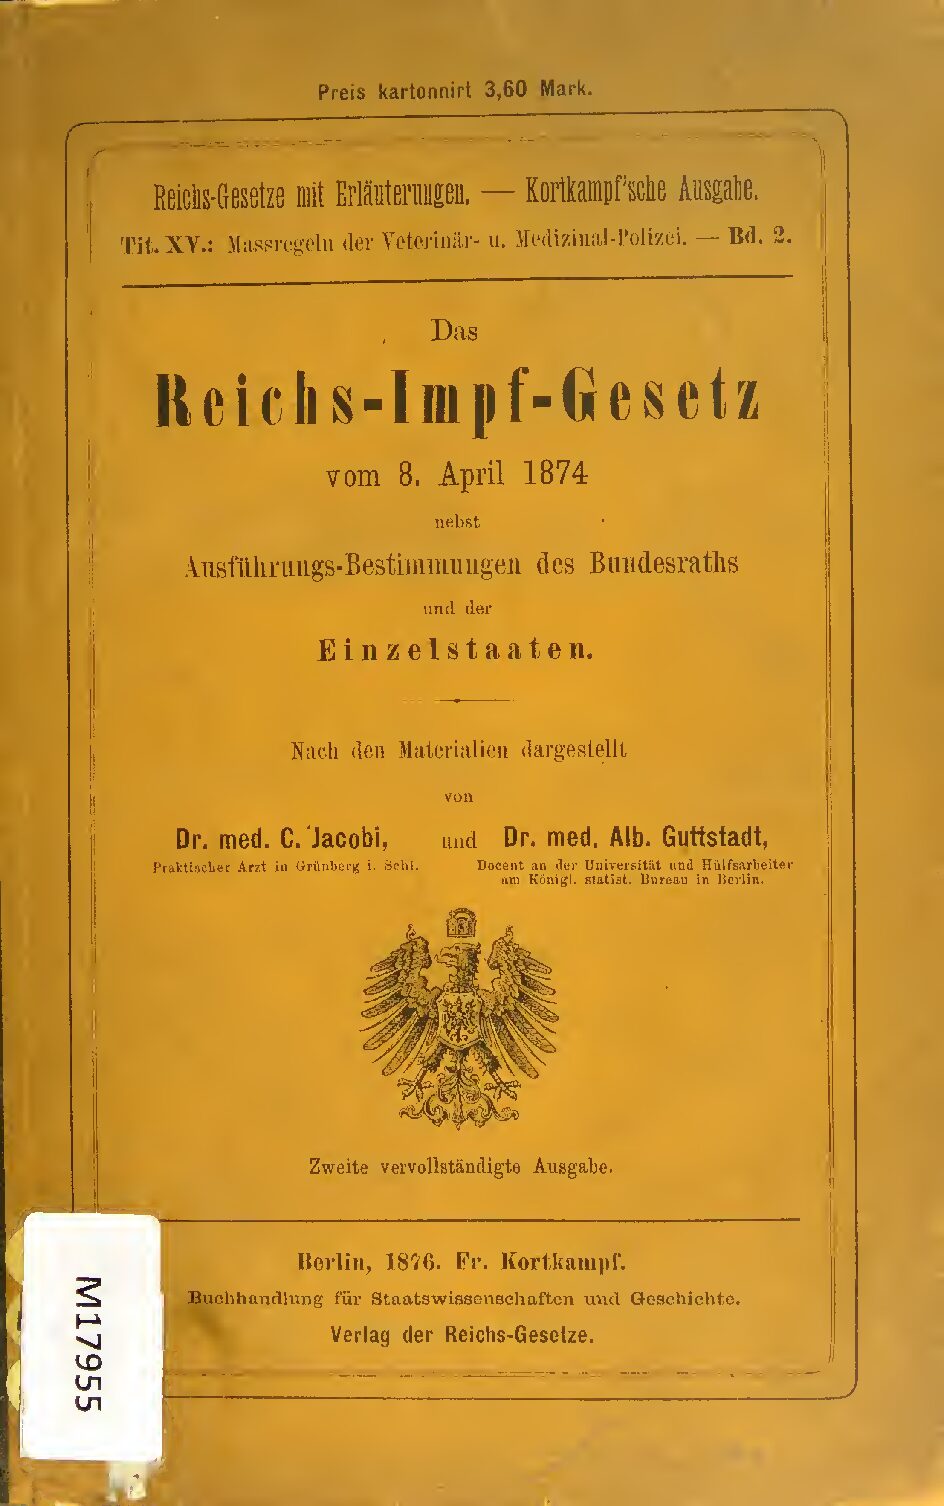 Preis kartonnirt 3,60 Mark.
Reichs-Gesetze mit Erläuterungen. — Kortkampf'sche Ausgabe.
Tit. XV.: Massregeln der Veterinär- u. Medizinal-Polizei. — Bd. 2.
Das
Reichs-Impf-Gesetz
vom 8. April 1874
nebst
Ausführungs-Bestimmungen des Bundesraths
und der
Einzelstaaten.
Nach den Materialien dargestellt
von
Dr. med. C. Jacobi, und Dr. med. Alb. Guttstadt,
Praktischer Arzt in Grünberg i. Schl. Docent an der Universität und Hülfsarbeiter
am Königl. statist. Bureau in Berlin.
Zweite vervollständigte Ausgabe.
Berlin, 1876. Fr. Kortkampf.
Buchhandlung für Staatswissenschaften und Geschichte.
Verlag der Reichs-Gesetze.
M17955